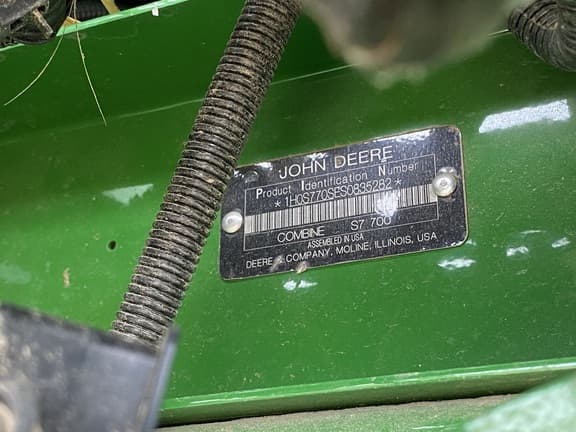 JOHN DEERE
Product Identification Number
*1H0S770SES0835282*
COMBINE S7 700
ASSEMBLED IN USA
DEERE & COMPANY, MOLINE, ILLINOIS, USA